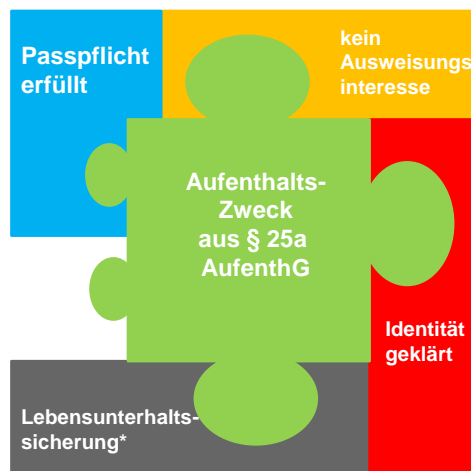 Passpflicht
erfüllt
kein
Ausweisungs
interesse
Aufenthalts-
Zweck
aus § 25a
AufenthG
Identität
geklärt
Lebensunterhalts-
sicherung*